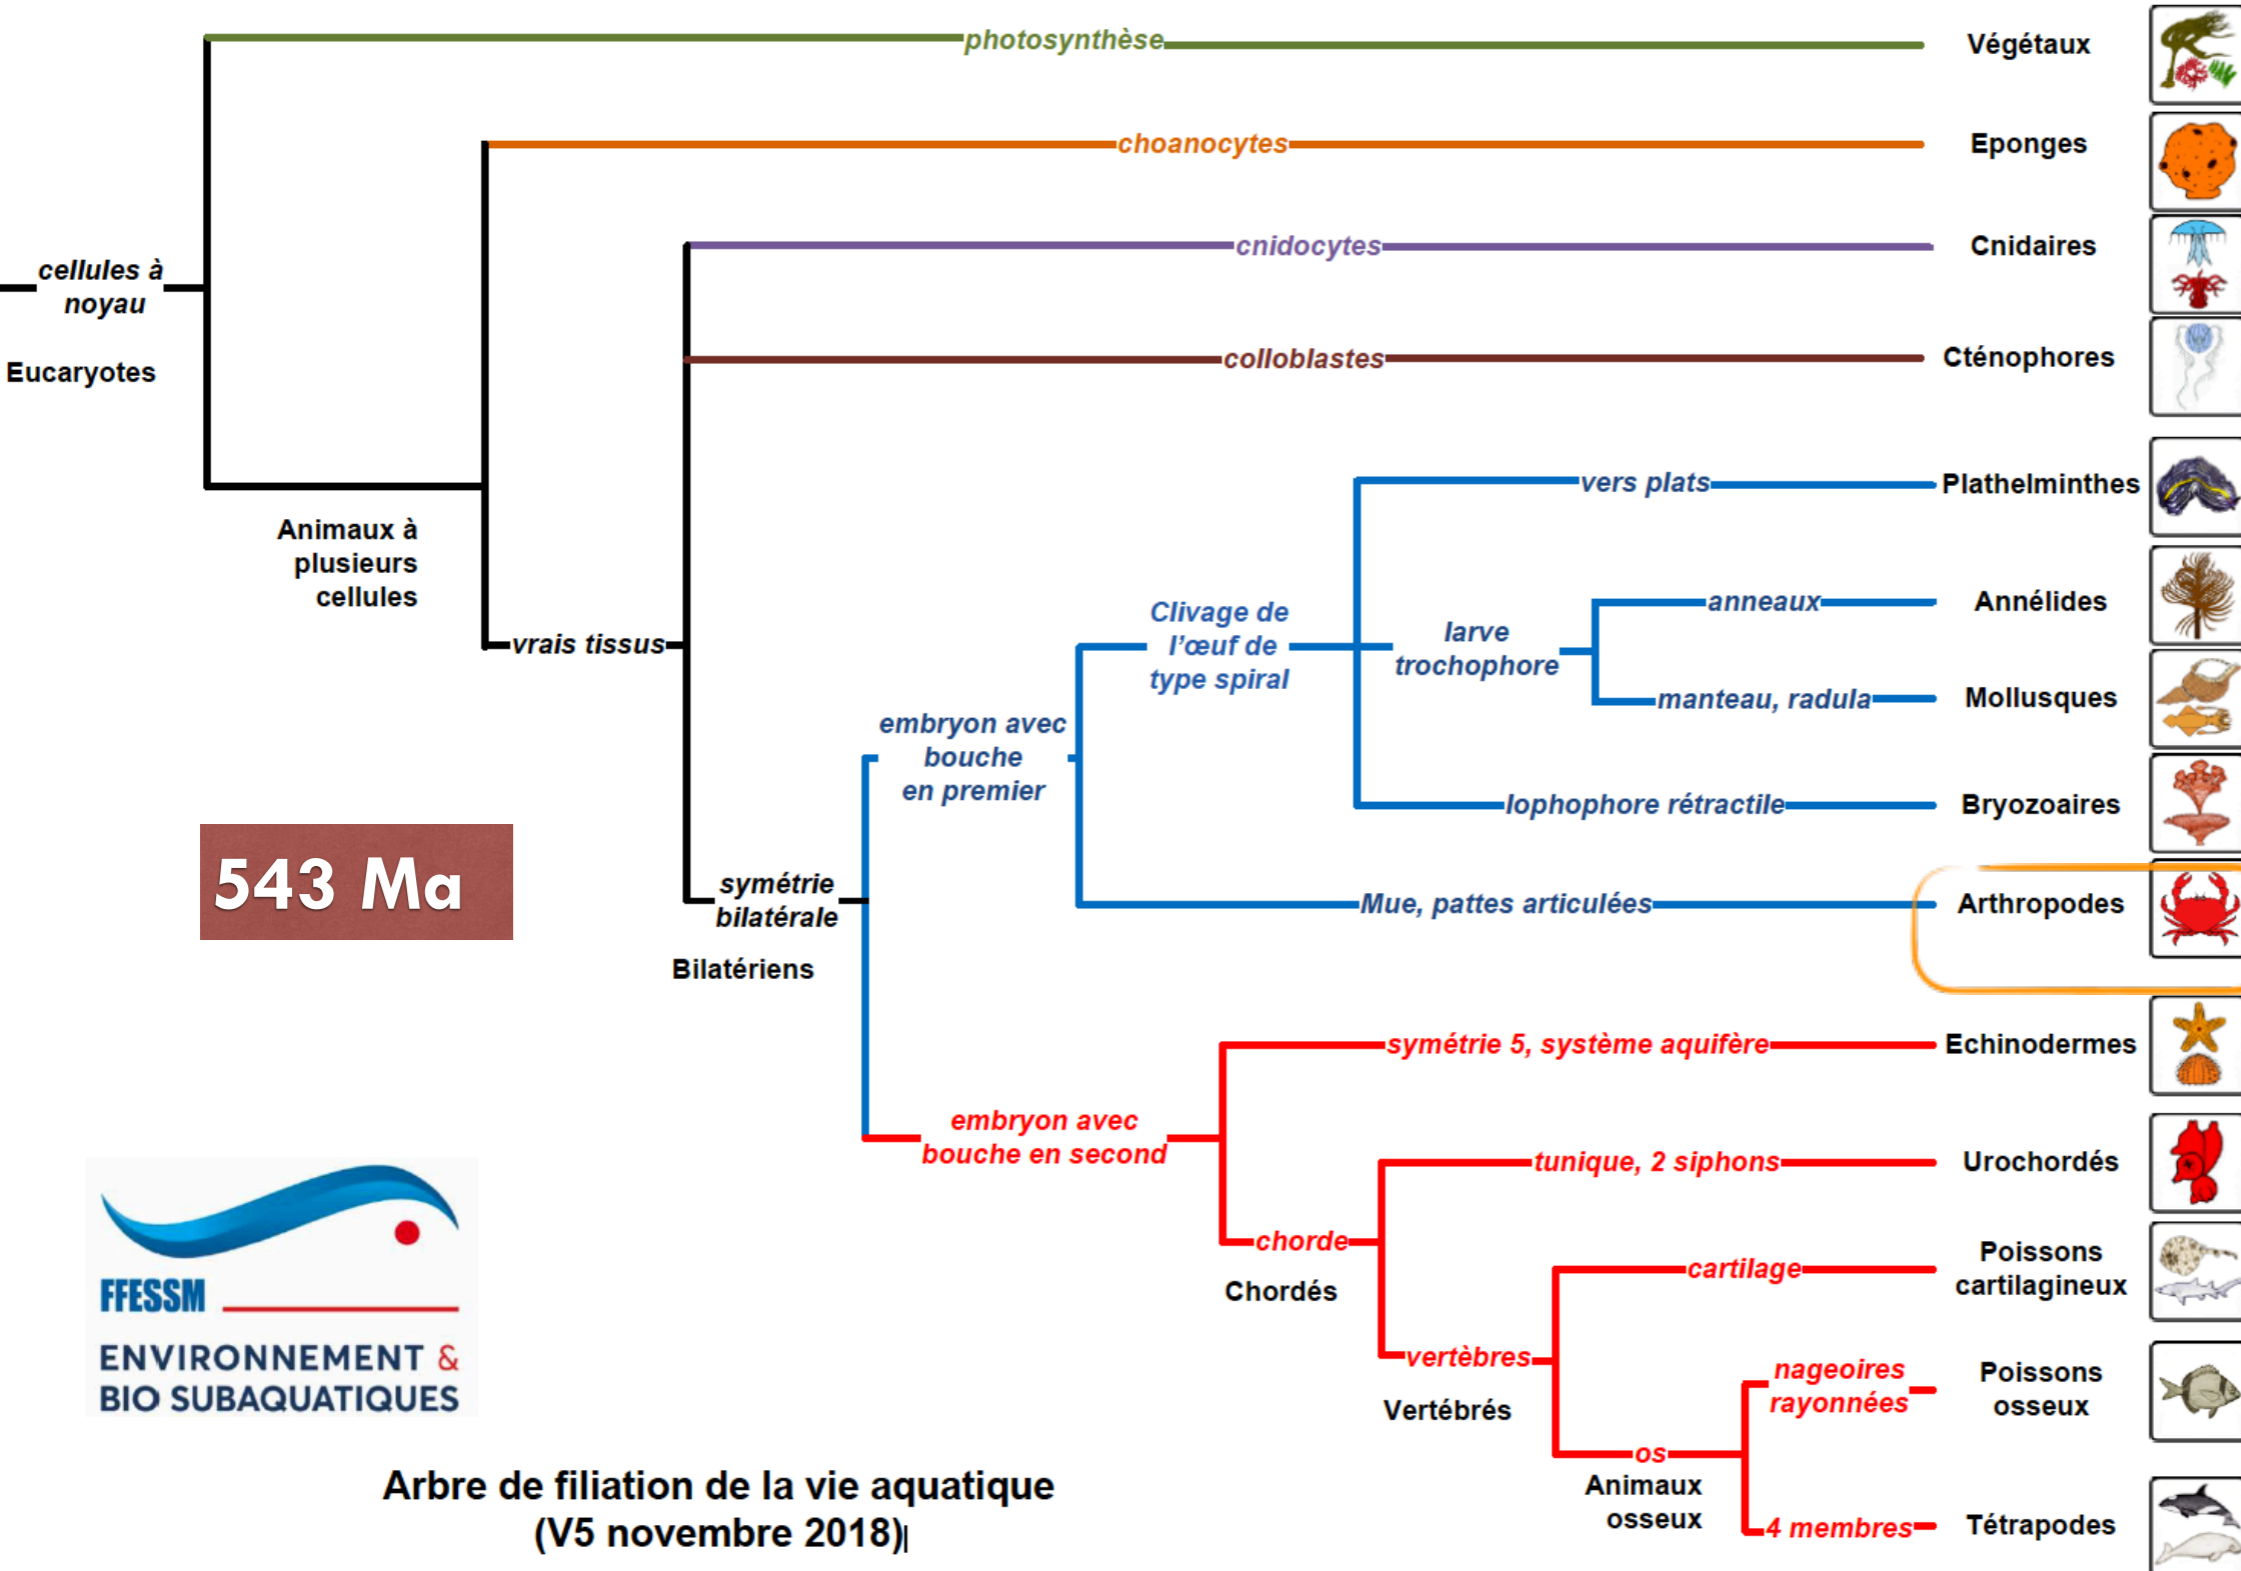 photosynthèse
Végétaux
choanocytes
Eponges
cnidocytes
Cnidaires
cellules à
noyau
Eucaryotes
colloblastes
Cténophores
vers plats
Plathelminthes
Animaux à
plusieurs
cellules
vrais tissus
Clivage de
l'œuf de
type spiral
larve
trochophore
anneaux
Annélides
manteau, radula
Mollusques
embryon avec
bouche
en premier
lophophore rétractile
Bryozoaires
543 Ma
symétrie
bilatérale
Bilatériens
Mue, pattes articulées
Arthropodes
symétrie 5, système aquifère
Echinodermes
embryon avec
bouche en second
tunique, 2 siphons
Urochordés
chorde
Chordés
cartilage
Poissons
cartilagineux
vertèbres
Vertébrés
nageoires
rayonnées
Poissons
osseux
os
Animaux
osseux
4 membres
Tétrapodes
FFESSM
ENVIRONNEMENT &
BIO SUBAQUATIQUES
Arbre de filiation de la vie aquatique
(V5 novembre 2018)